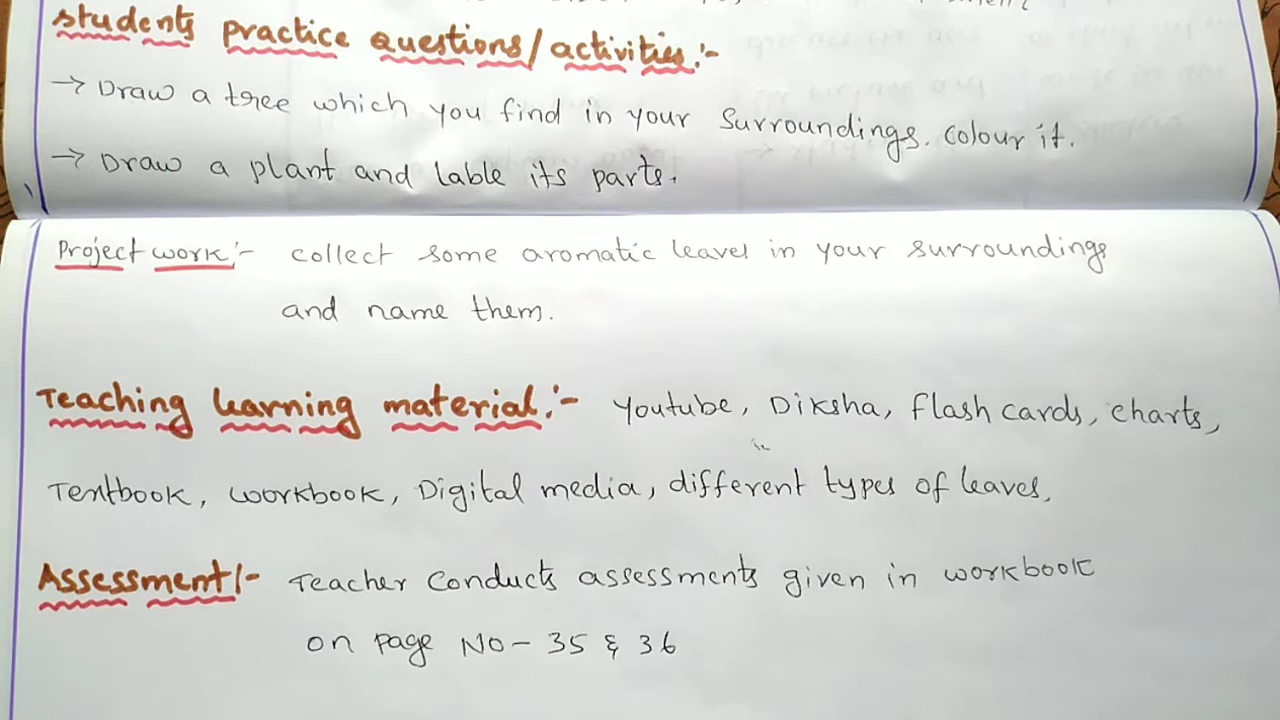 Students practice questions/activities:-
→ Draw a tree which you find in your surroundings. colour it.
→ Draw a plant and lable its parts.
Project work:- collect some aromatic leaves in your surroundings
and name them.
Teaching learning material:- Youtube, Diksha, flash cards, charts,
Textbook, workbook, Digital media, different types of leaves,
Assessment:- Teacher conducts assessments given in workbook
on page No- 35 & 36